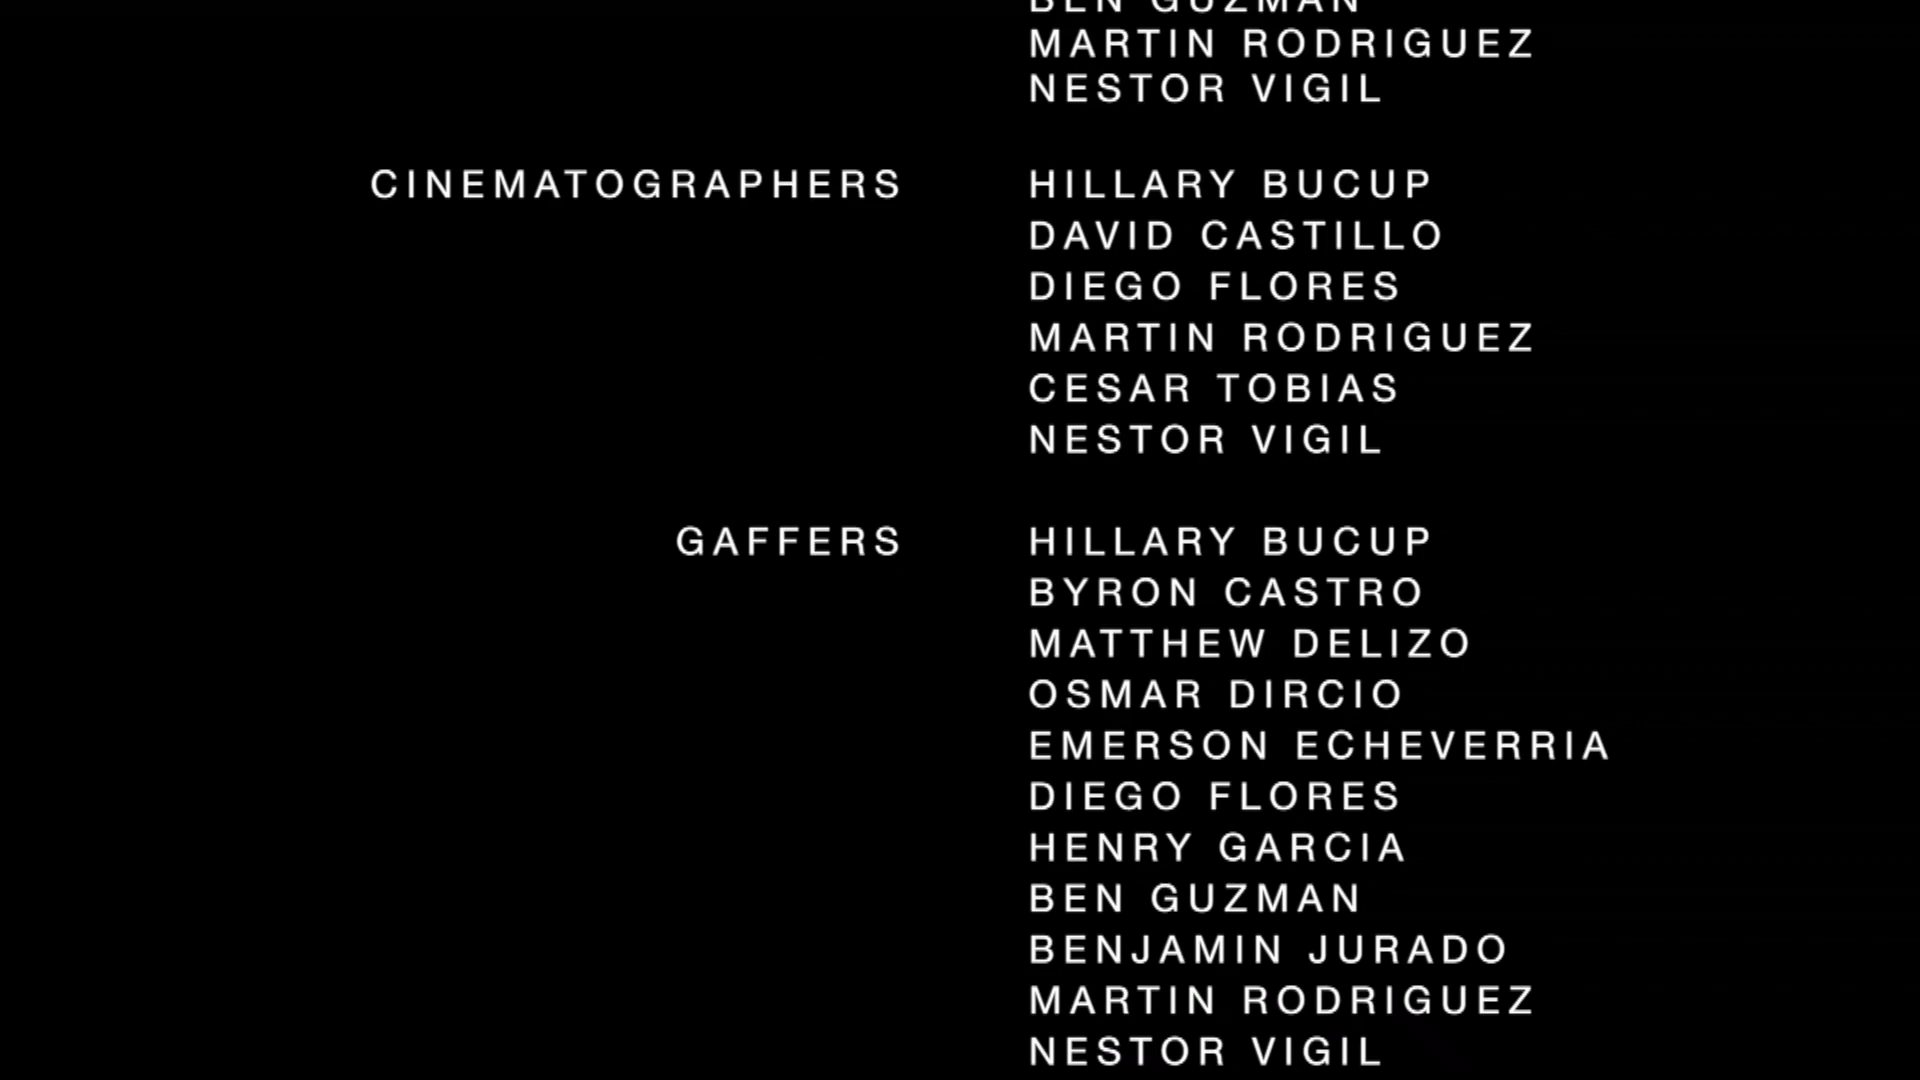 BEN GUZMAN
MARTIN RODRIGUEZ
NESTOR VIGIL
CINEMATOGRAPHERS HILLARY BUCUP
DAVID CASTILLO
DIEGO FLORES
MARTIN RODRIGUEZ
CESAR TOBIAS
NESTOR VIGIL
GAFFERS HILLARY BUCUP
BYRON CASTRO
MATTHEW DELIZO
OSMAR DIRCIO
EMERSON ECHEVERRIA
DIEGO FLORES
HENRY GARCIA
BEN GUZMAN
BENJAMIN JURADO
MARTIN RODRIGUEZ
NESTOR VIGIL